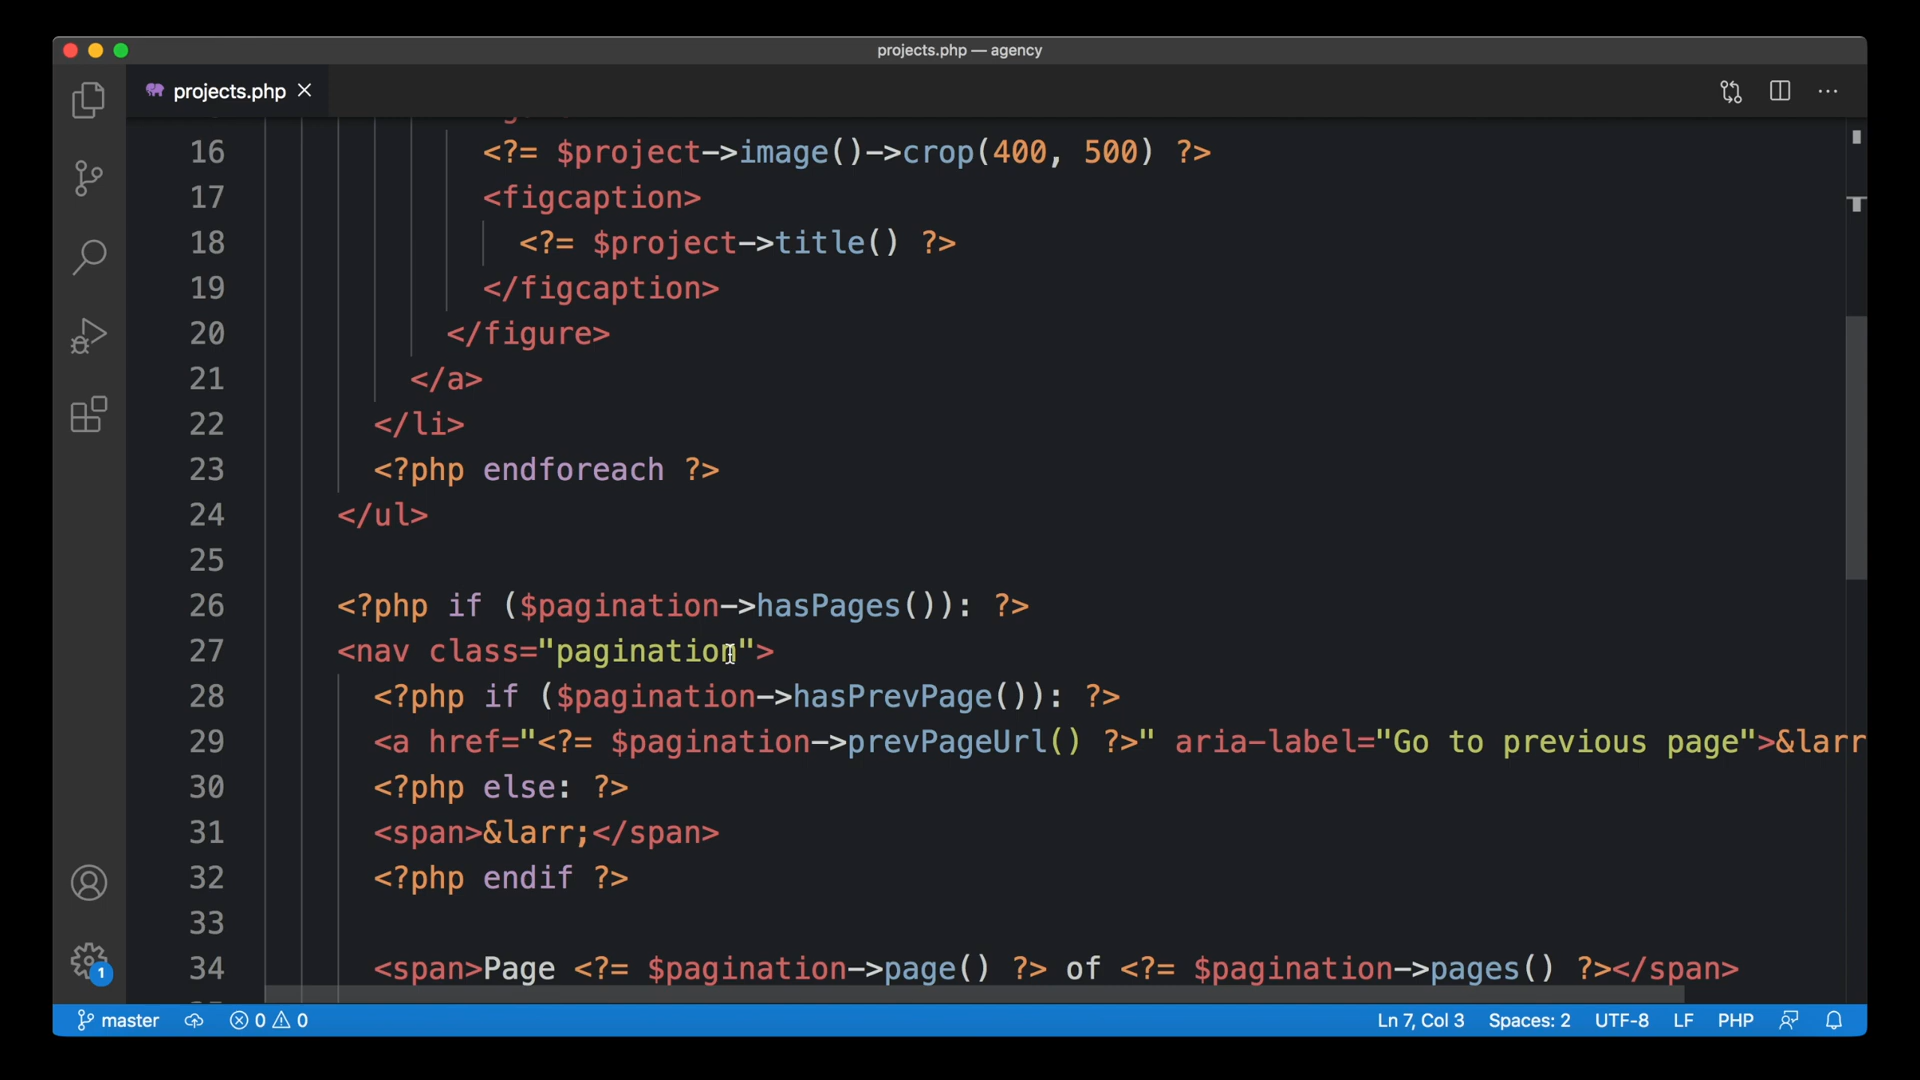 projects.php — agency
projects.php
16 <?= $project->image()->crop(400, 500) ?>
17 <figcaption>
18 <?= $project->title() ?>
19 </figcaption>
20 </figure>
21 </a>
22 </li>
23 <?php endforeach ?>
24 </ul>
25
26 <?php if ($pagination->hasPages()): ?>
27 <nav class="pagination">
28 <?php if ($pagination->hasPrevPage()): ?>
29 <a href="<?= $pagination->prevPageUrl() ?>" aria-label="Go to previous page">&larr
30 <?php else: ?>
31 <span>&larr;</span>
32 <?php endif ?>
33
34 <span>Page <?= $pagination->page() ?> of <?= $pagination->pages() ?></span>
1
master 0 0 Ln 7, Col 3 Spaces: 2 UTF-8 LF PHP